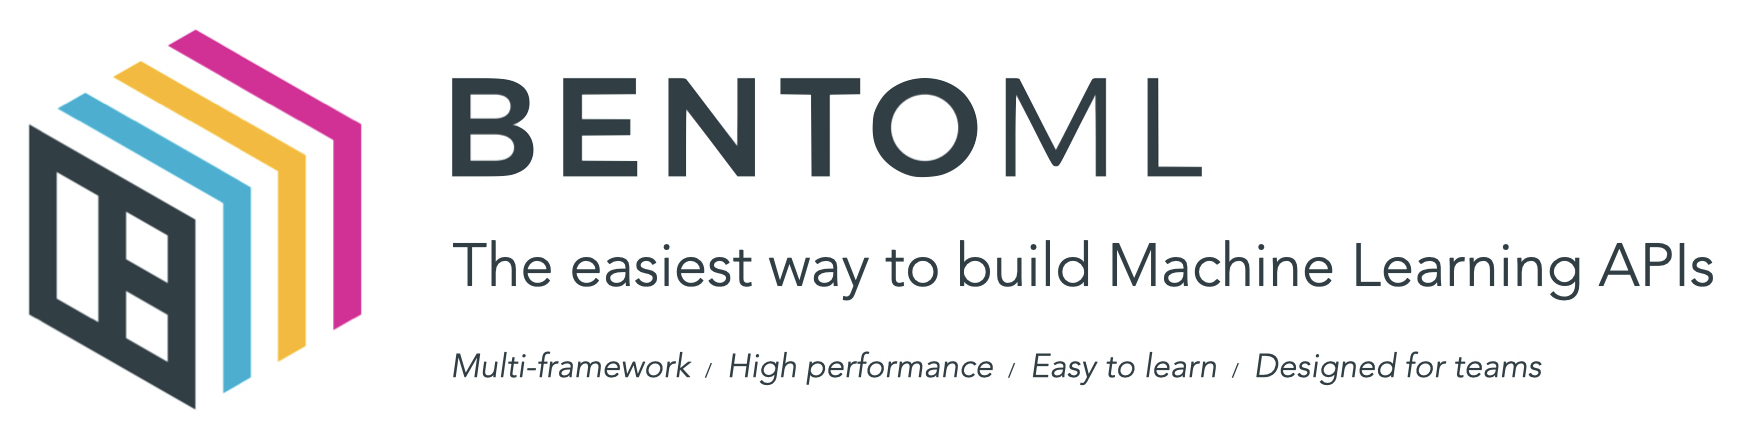 BENTOML
The easiest way to build Machine Learning APIs
Multi-framework / High performance / Easy to learn / Designed for teams